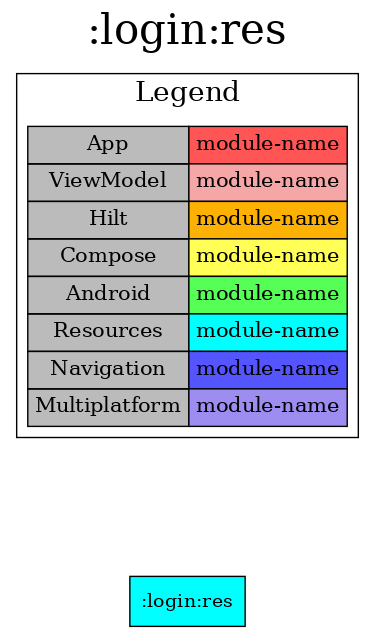 :login:res
Legend
App module-name
ViewModel module-name
Hilt module-name
Compose module-name
Android module-name
Resources module-name
Navigation module-name
Multiplatform module-name
:login:res